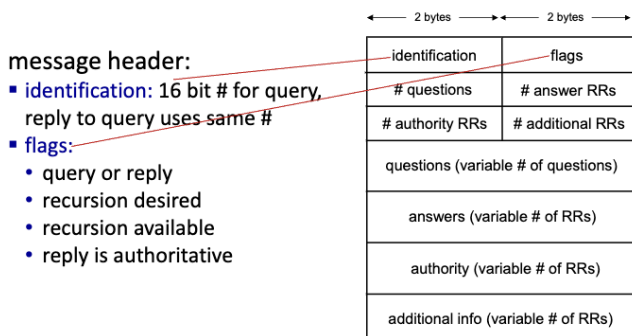 message header:
▪ identification: 16 bit # for query,
reply to query uses same #
▪ flags:
• query or reply
• recursion desired
• recursion available
• reply is authoritative
2 bytes 2 bytes
identification flags
# questions # answer RRs
# authority RRs # additional RRs
questions (variable # of questions)
answers (variable # of RRs)
authority (variable # of RRs)
additional info (variable # of RRs)